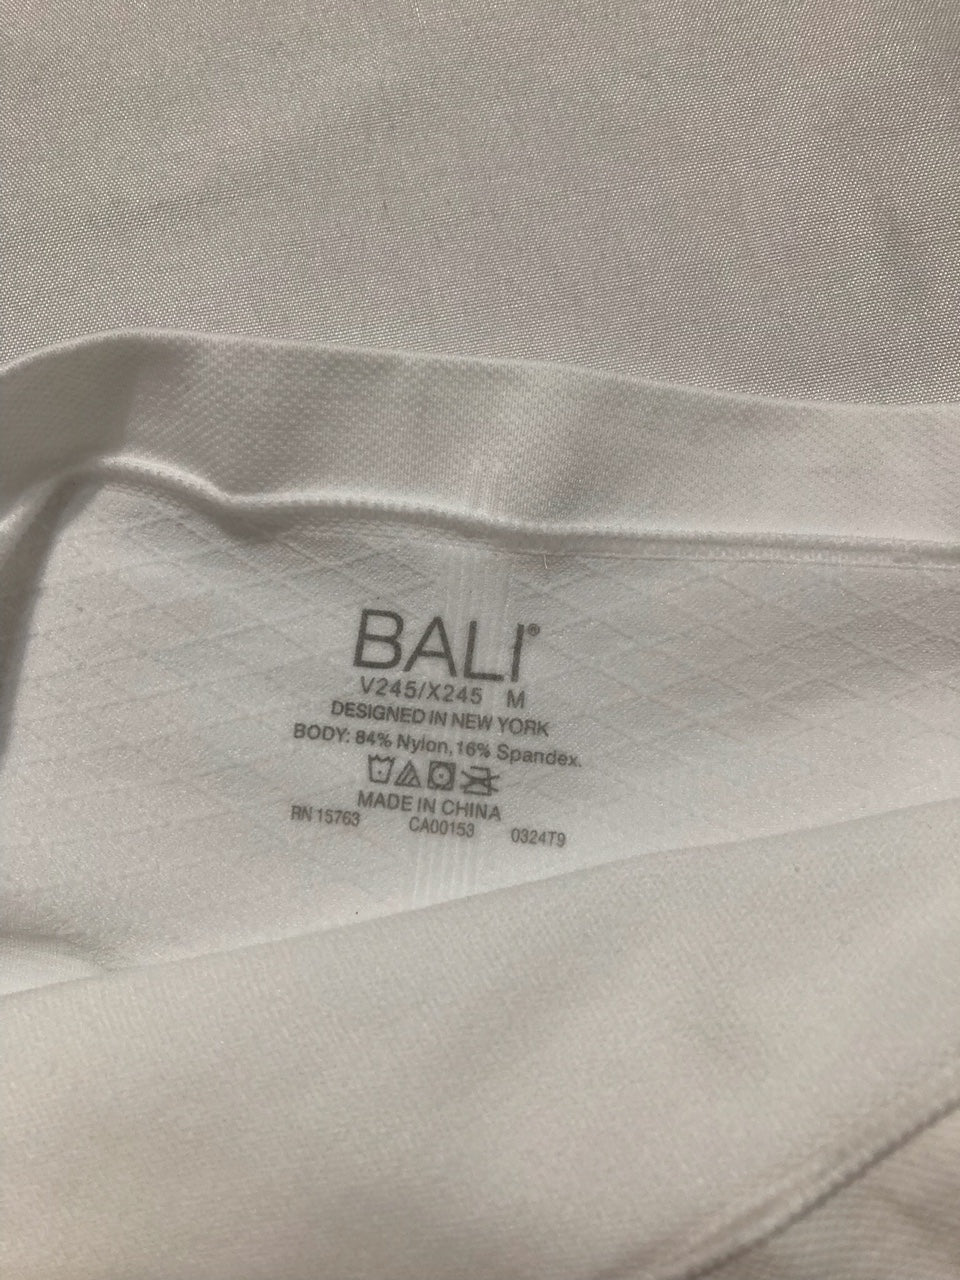 BALI®
V245/X245 M
DESIGNED IN NEW YORK
BODY: 84% Nylon, 16% Spandex.
MADE IN CHINA
RN 15763 CA00153 0324T9